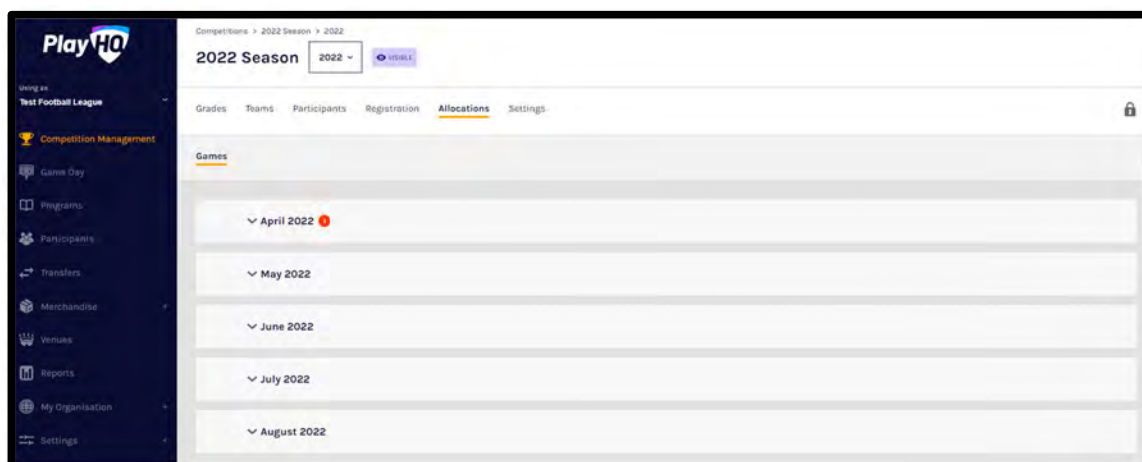 PlayHQ
Using as
Test Football League
Competition Management
Game Day
Programs
Participants
Transfers
Merchandise
Venues
Reports
My Organisation
Settings
Competitions > 2022 Season > 2022
2022 Season 2022 VISIBLE
Grades Teams Participants Registration Allocations Settings
Games
April 2022
May 2022
June 2022
July 2022
August 2022